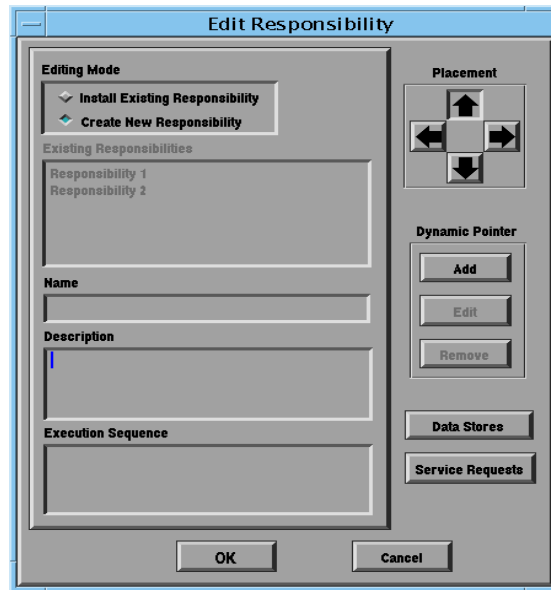 Edit Responsibility
Editing Mode
Install Existing Responsibility
Create New Responsibility
Existing Responsibilities
Responsibility 1
Responsibility 2
Name
Description
Execution Sequence
Placement
Dynamic Pointer
Add
Edit
Remove
Data Stores
Service Requests
OK
Cancel